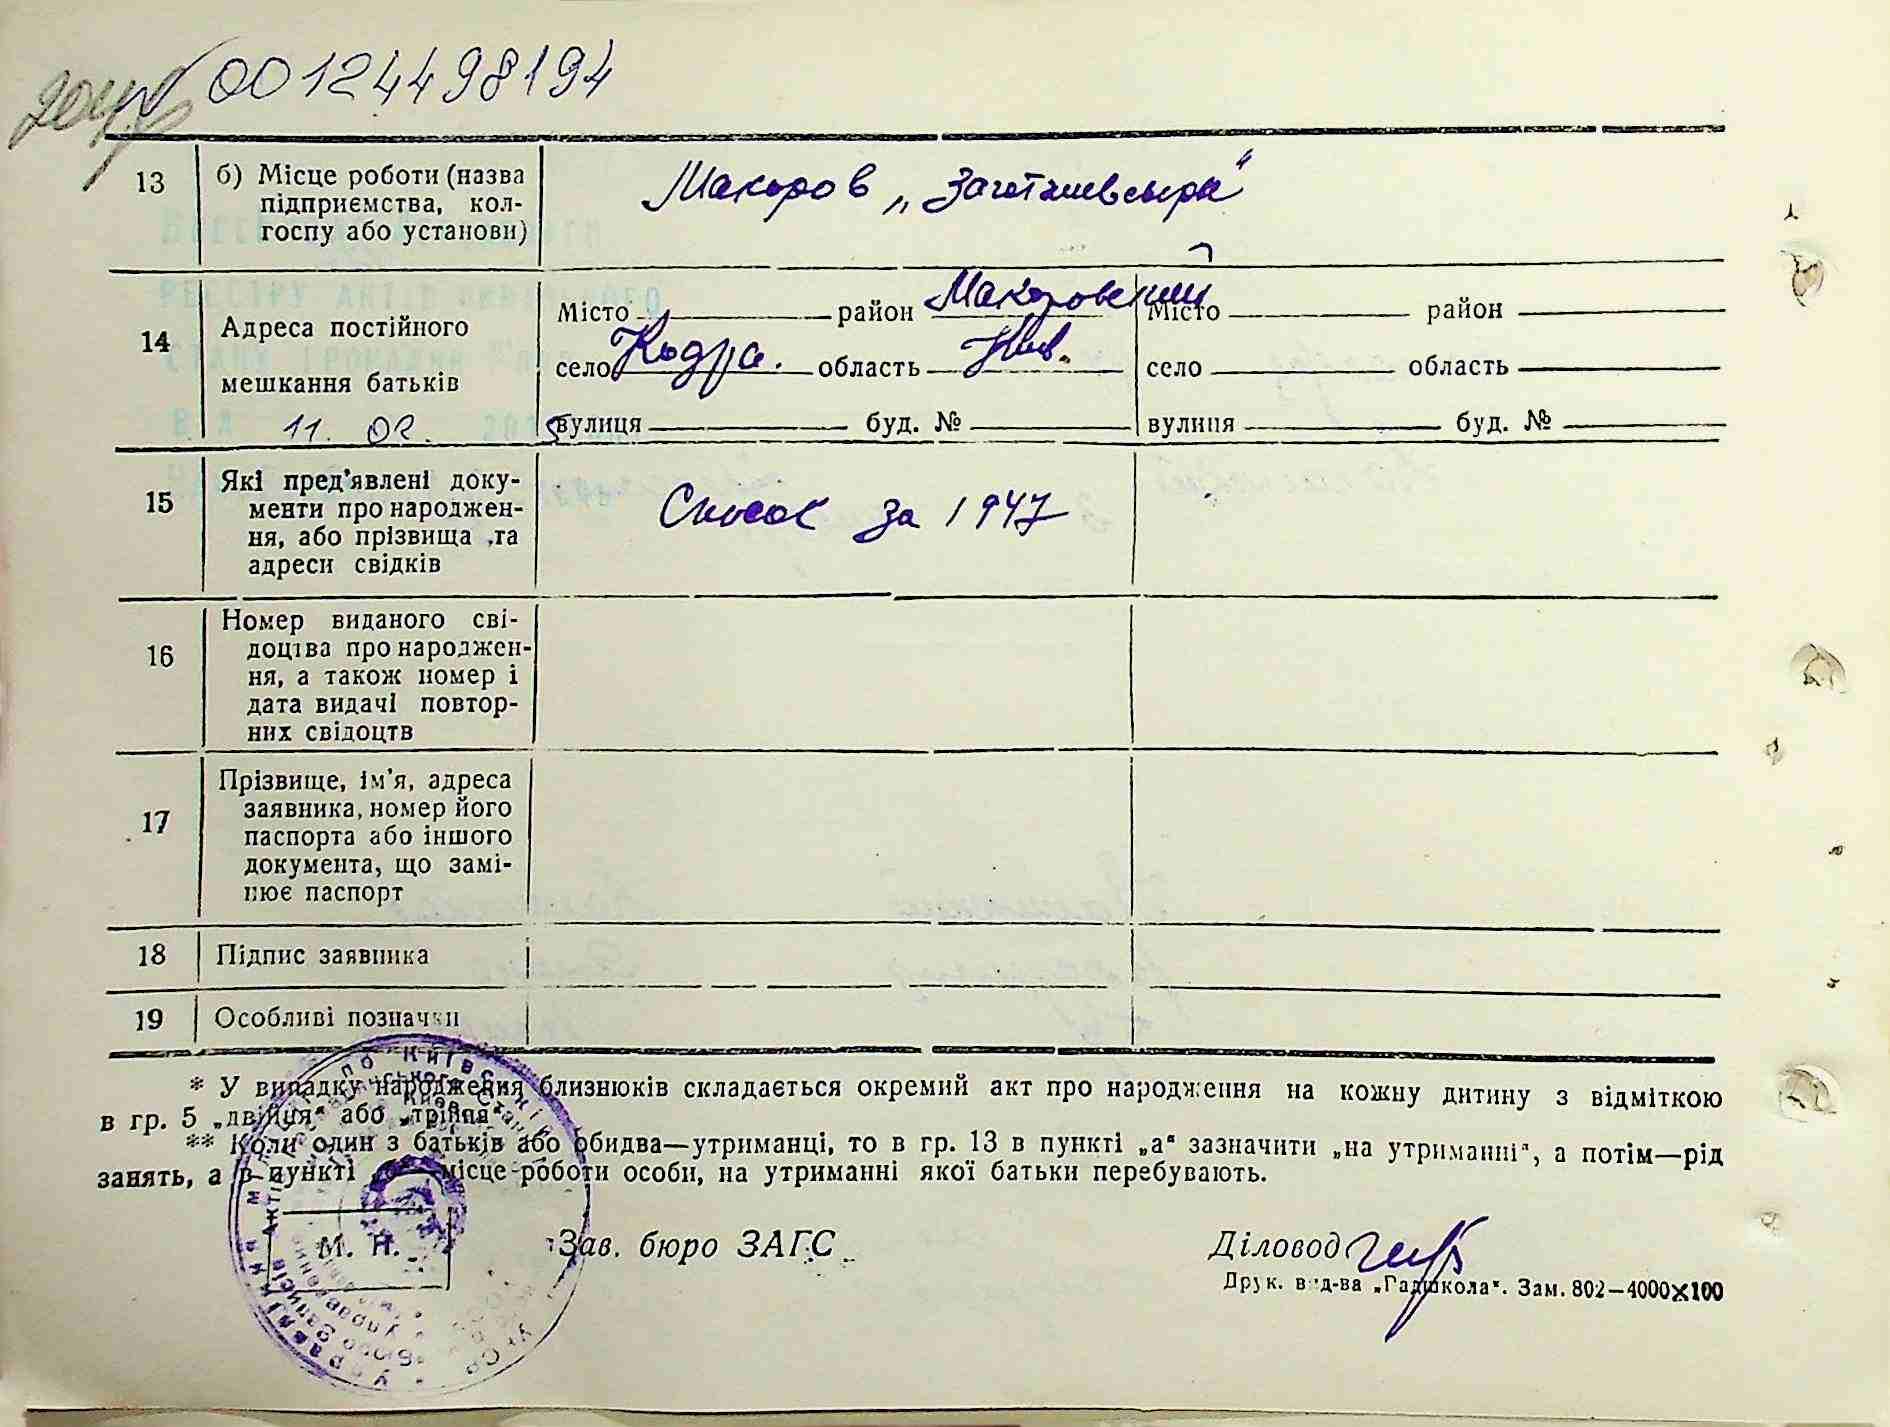 00124498194
13 б) Місце роботи (назва
підприємства, кол-
госпу або установи)
Макаров „Заготживсырье"
14 Адреса постійного
мешкання батьків
11. 02.
Місто район Макаровский
село Кодра. область Кив.
вулиця буд. №
Місто район
село область
вулиця буд. №
15 Які пред'явлені доку-
менти про народжен-
ня, або прізвища та
адреси свідків
Список за 1947
16 Номер виданого сві-
доцтва про народжен-
ня, а також номер і
дата видачі повтор-
них свідоцтв
17 Прізвище, ім'я, адреса
заявника, номер його
паспорта або іншого
документа, що замі-
нює паспорт
18 Підпис заявника
19 Особливі позначки
* У випадку народження близнюків складається окремий акт про народження на кожну дитину з відміткою
в гр. 5 „двійця" або „трійця"
** Коли один з батьків або обидва—утриманці, то в гр. 13 в пункті „а" зазначити „на утриманні", а потім—рід
занять, а в пункті місце роботи особи, на утриманні якої батьки перебувають.
М. П. Зав. бюро ЗАГС Діловод
Друк. вид-ва „Радшкола". Зам. 802—4000×100